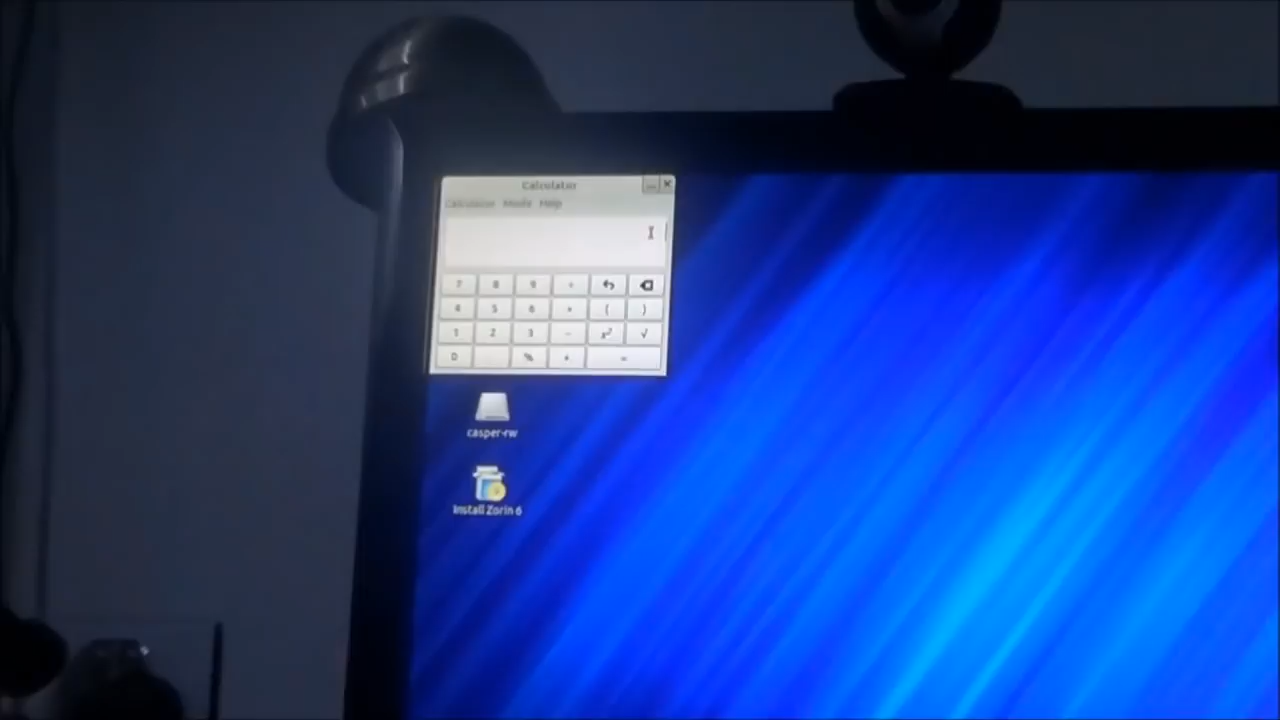 Calculator
Calculator Mode Help
7 8 9 ÷
4 5 6 × ( )
1 2 3 − x² √
0 . % + =
casper-rw
Install Zorin 6